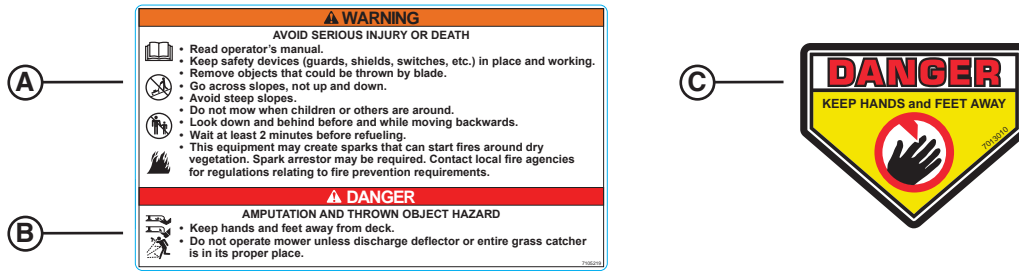 ⚠ WARNING
AVOID SERIOUS INJURY OR DEATH
• Read operator's manual.
• Keep safety devices (guards, shields, switches, etc.) in place and working.
• Remove objects that could be thrown by blade.
• Go across slopes, not up and down.
• Avoid steep slopes.
• Do not mow when children or others are around.
• Look down and behind before and while moving backwards.
• Wait at least 2 minutes before refueling.
• This equipment may create sparks that can start fires around dry
vegetation. Spark arrestor may be required. Contact local fire agencies
for regulations relating to fire prevention requirements.
A
⚠ DANGER
AMPUTATION AND THROWN OBJECT HAZARD
• Keep hands and feet away from deck.
• Do not operate mower unless discharge deflector or entire grass catcher
is in its proper place.
7105219
B
C
DANGER
KEEP HANDS and FEET AWAY
7013010